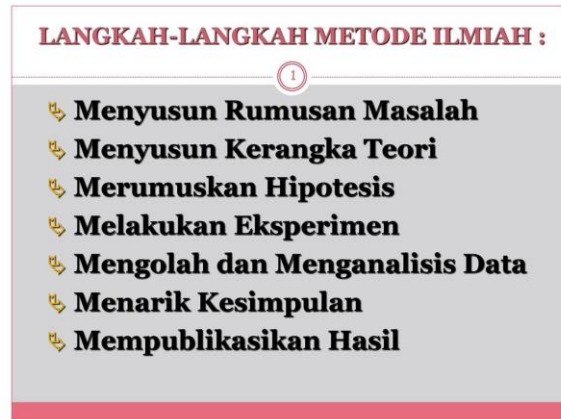 LANGKAH-LANGKAH METODE ILMIAH :
1
Menyusun Rumusan Masalah
Menyusun Kerangka Teori
Merumuskan Hipotesis
Melakukan Eksperimen
Mengolah dan Menganalisis Data
Menarik Kesimpulan
Mempublikasikan Hasil